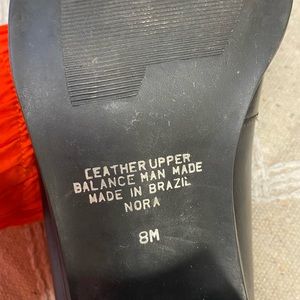 LEATHER UPPER
BALANCE MAN MADE
MADE IN BRAZIL
NORA
8M